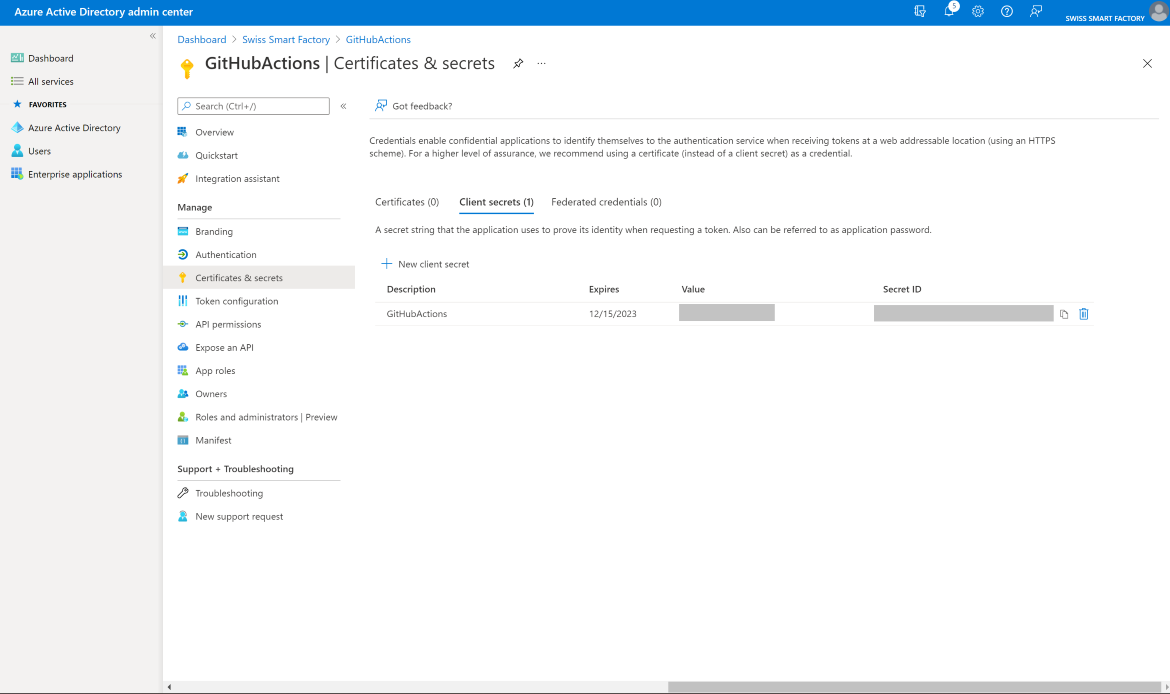 Azure Active Directory admin center
5
SWISS SMART FACTORY
«
Dashboard
All services
FAVORITES
Azure Active Directory
Users
Enterprise applications
Dashboard > Swiss Smart Factory > GitHubActions
GitHubActions | Certificates & secrets
...
Search (Ctrl+/)
«
Overview
Quickstart
Integration assistant
Manage
Branding
Authentication
Certificates & secrets
Token configuration
API permissions
Expose an API
App roles
Owners
Roles and administrators | Preview
Manifest
Support + Troubleshooting
Troubleshooting
New support request
Got feedback?
Credentials enable confidential applications to identify themselves to the authentication service when receiving tokens at a web addressable location (using an HTTPS
scheme). For a higher level of assurance, we recommend using a certificate (instead of a client secret) as a credential.
Certificates (0) Client secrets (1) Federated credentials (0)
A secret string that the application uses to prove its identity when requesting a token. Also can be referred to as application password.
New client secret
Description Expires Value Secret ID
GitHubActions 12/15/2023